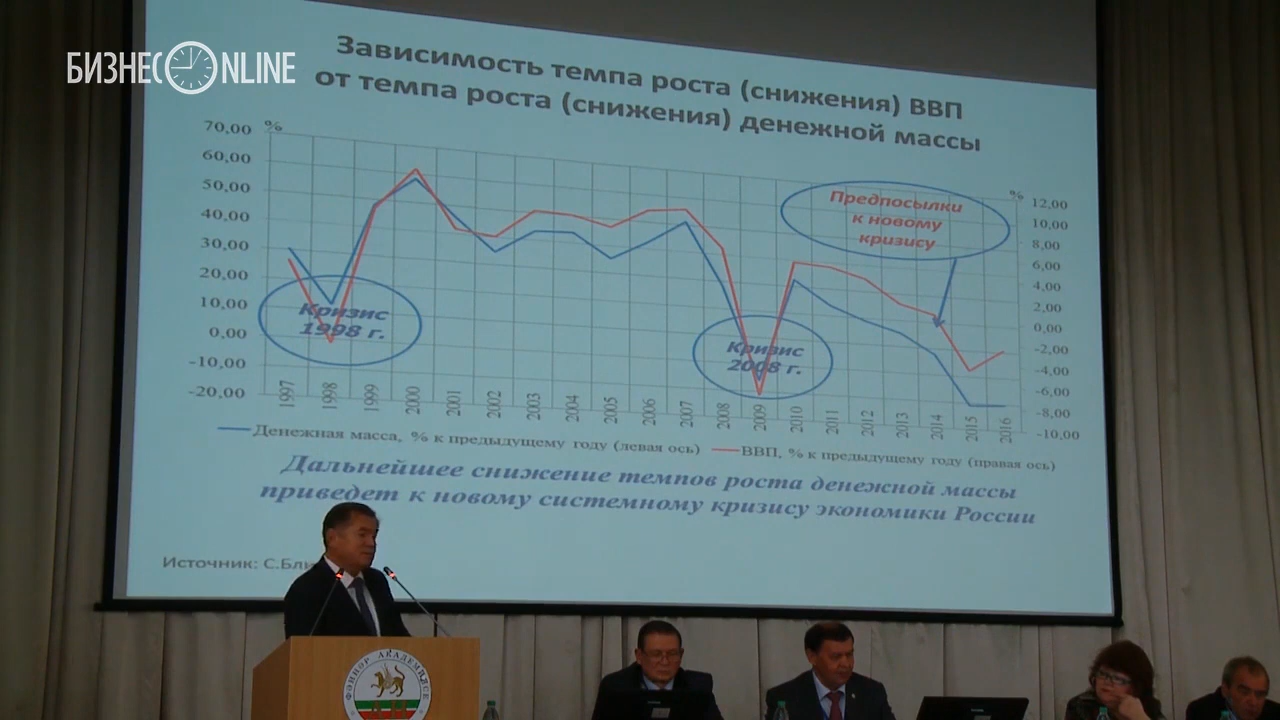 БИЗНЕС ONLINE
Зависимость темпа роста (снижения) ВВП
от темпа роста (снижения) денежной массы
%
70,00
60,00
50,00
40,00
30,00
20,00
10,00
0,00
-10,00
-20,00
%
12,00
10,00
8,00
6,00
4,00
2,00
0,00
-2,00
-4,00
-6,00
-8,00
-10,00
Предпосылки
к новому
кризису
Кризис
1998 г.
Кризис
2008 г.
1997 1998 1999 2000 2001 2002 2003 2004 2005 2006 2007 2008 2009 2010 2011 2012 2013 2014 2015 2016
Денежная масса, % к предыдущему году (левая ось) ВВП, % к предыдущему году (правая ось)
Дальнейшее снижение темпов роста денежной массы
приведет к новому системному кризису экономики России
Источник: С.Бли
ФӘННӘР АКАДЕМИЯСЕ